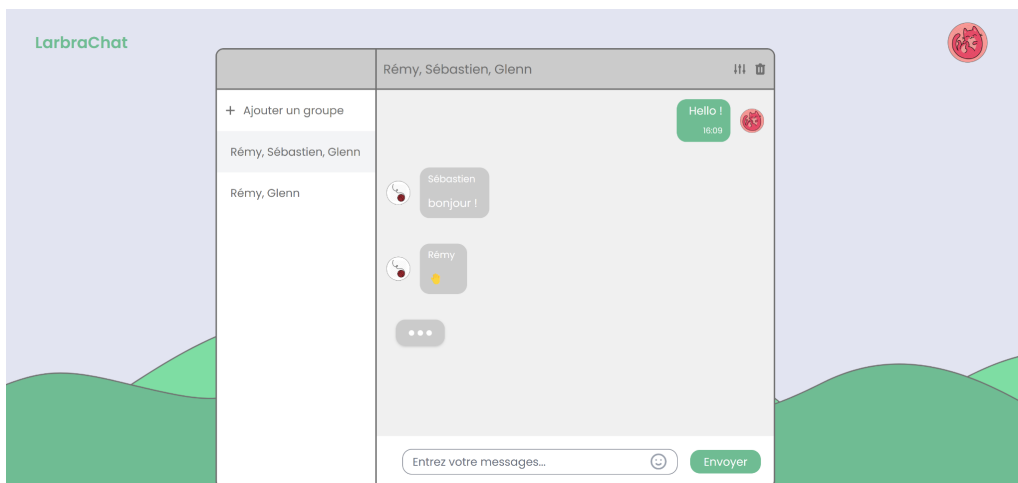 LarbraChat
Rémy, Sébastien, Glenn
+ Ajouter un groupe
Rémy, Sébastien, Glenn
Rémy, Glenn
Hello !
16:09
Sébastien
bonjour !
Rémy
👋
Entrez votre messages...
Envoyer